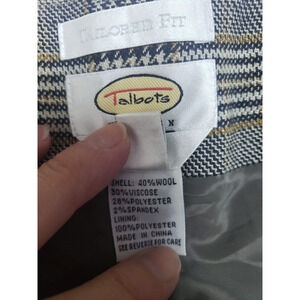 TAILORED FIT
Talbots
X
SHELL: 40%WOOL
30%VISCOSE
28%POLYESTER
2%SPANDEX
LINING:
100%POLYESTER
MADE IN CHINA
SEE REVERSE FOR CARE